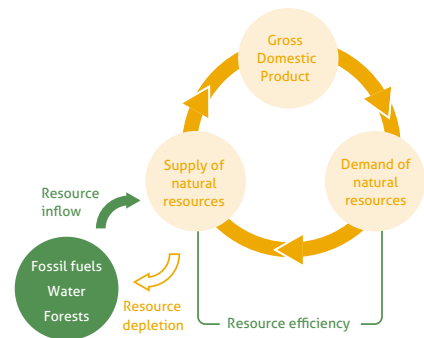 Gross
Domestic
Product
Supply of
natural
resources
Demand of
natural
resources
Resource
inflow
Fossil fuels
Water
Forests
Resource
depletion
Resource efficiency